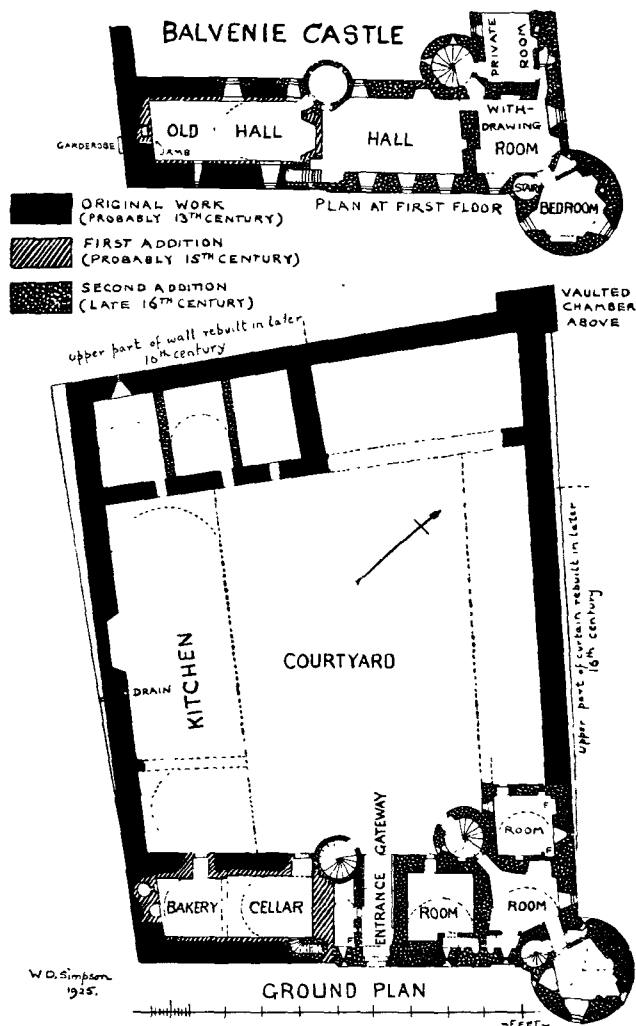 BALVENIE CASTLE
PRIVATE ROOM
OLD HALL
HALL
WITH-
DRAWING
ROOM
GARDEROBE
JAMB
STAIR
BEDROOM
PLAN AT FIRST FLOOR
ORIGINAL WORK
(PROBABLY 13TH CENTURY)
FIRST ADDITION
(PROBABLY 15TH CENTURY)
SECOND ADDITION
(LATE 16TH CENTURY)
VAULTED
CHAMBER
ABOVE
upper part of wall rebuilt in later
16th century
Upper part of curtain rebuilt in later
16th century
COURTYARD
KITCHEN
DRAIN
ENTRANCE GATEWAY
F
ROOM
F
BAKERY
CELLAR
ROOM
ROOM
W.D. Simpson
1925.
GROUND PLAN
-FEET-